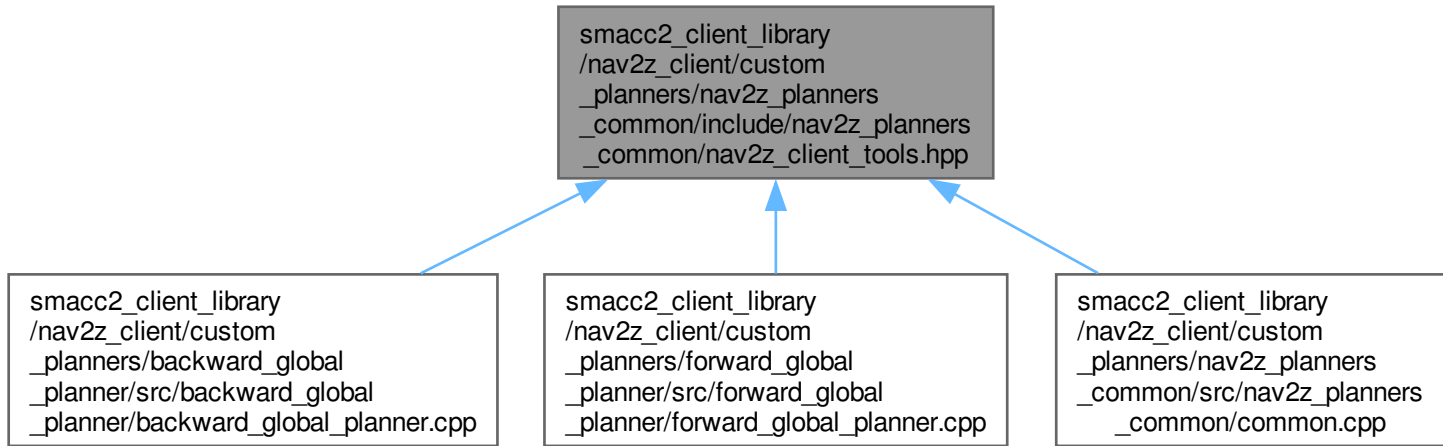 smacc2_client_library
/nav2z_client/custom
_planners/nav2z_planners
_common/include/nav2z_planners
_common/nav2z_client_tools.hpp
smacc2_client_library
/nav2z_client/custom
_planners/backward_global
_planner/src/backward_global
_planner/backward_global_planner.cpp
smacc2_client_library
/nav2z_client/custom
_planners/forward_global
_planner/src/forward_global
_planner/forward_global_planner.cpp
smacc2_client_library
/nav2z_client/custom
_planners/nav2z_planners
_common/src/nav2z_planners
_common/common.cpp